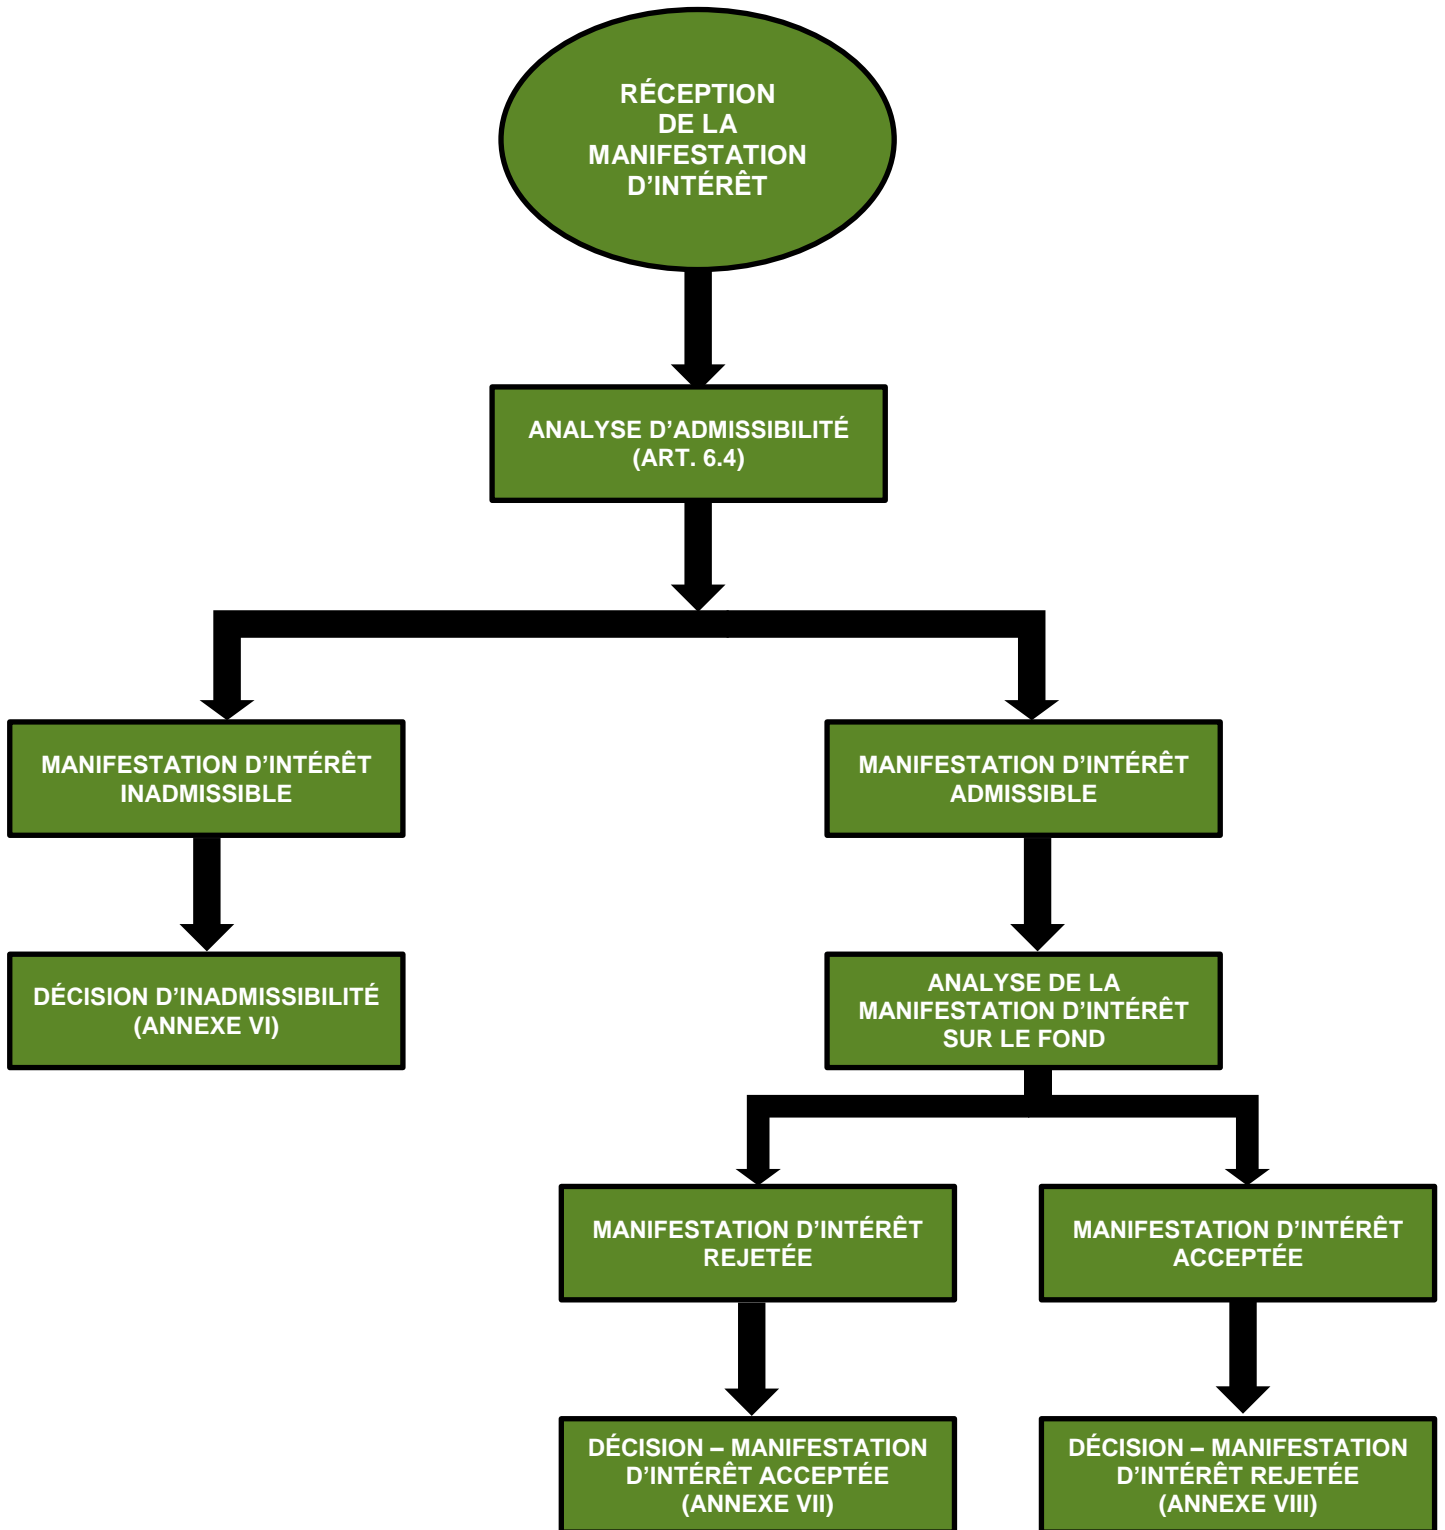 RÉCEPTION
DE LA
MANIFESTATION
D’INTÉRÊT
ANALYSE D’ADMISSIBILITÉ
(ART. 6.4)
MANIFESTATION D’INTÉRÊT
INADMISSIBLE
MANIFESTATION D’INTÉRÊT
ADMISSIBLE
DÉCISION D’INADMISSIBILITÉ
(ANNEXE VI)
ANALYSE DE LA
MANIFESTATION D’INTÉRÊT
SUR LE FOND
MANIFESTATION D’INTÉRÊT
REJETÉE
MANIFESTATION D’INTÉRÊT
ACCEPTÉE
DÉCISION – MANIFESTATION
D’INTÉRÊT ACCEPTÉE
(ANNEXE VII)
DÉCISION – MANIFESTATION
D’INTÉRÊT REJETÉE
(ANNEXE VIII)